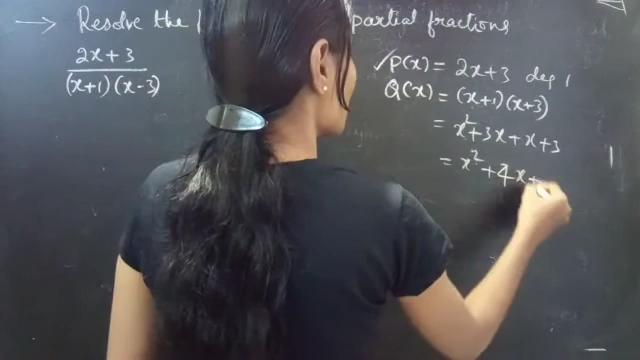 → Resolve the partial fractions
2x+3
(x+1)(x-3)
✓P(x) = 2x+3 deg 1
Q(x) = (x+1)(x+3)
= x²+3x+x+3
= x²+4x+